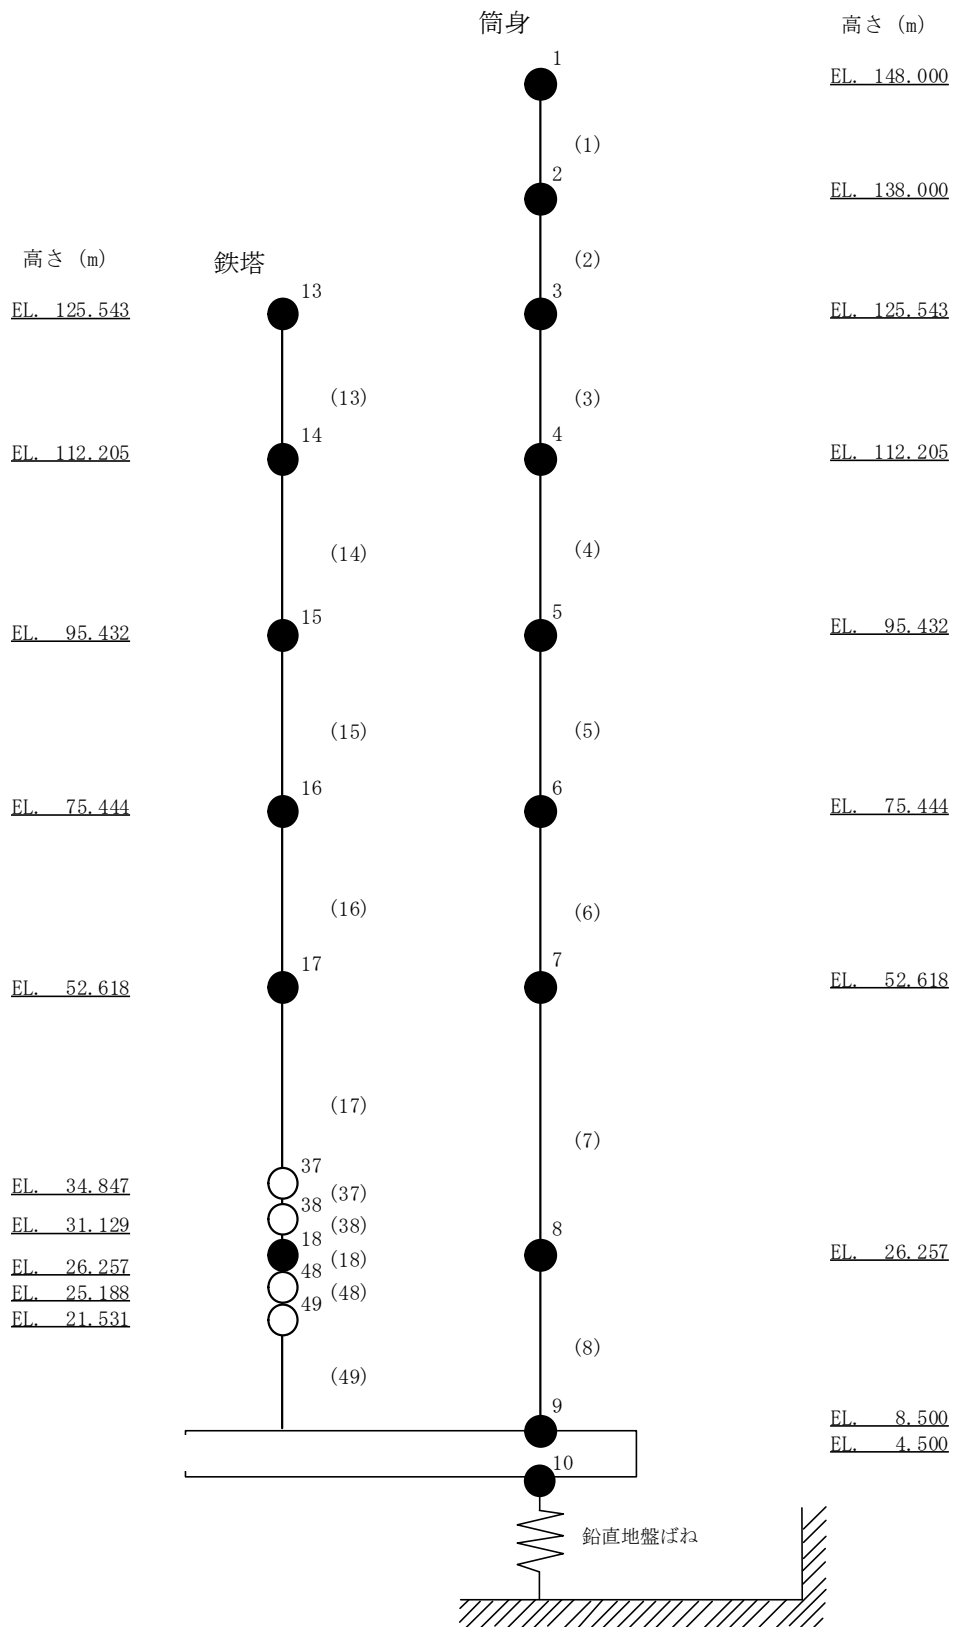 筒身
高さ (m)
1
EL. 148.000
(1)
2
EL. 138.000
(2)
高さ (m)
鉄塔
13
3
EL. 125.543
EL. 125.543
(13)
(3)
14
4
EL. 112.205
EL. 112.205
(14)
(4)
15
5
EL. 95.432
EL. 95.432
(15)
(5)
16
6
EL. 75.444
EL. 75.444
(16)
(6)
17
7
EL. 52.618
EL. 52.618
(17)
(7)
37
EL. 34.847
(37)
38
EL. 31.129
(38)
18
8
EL. 26.257
EL. 26.257
(18)
48
EL. 25.188
(48)
49
EL. 21.531
(8)
(49)
9
EL. 8.500
EL. 4.500
10
鉛直地盤ばね